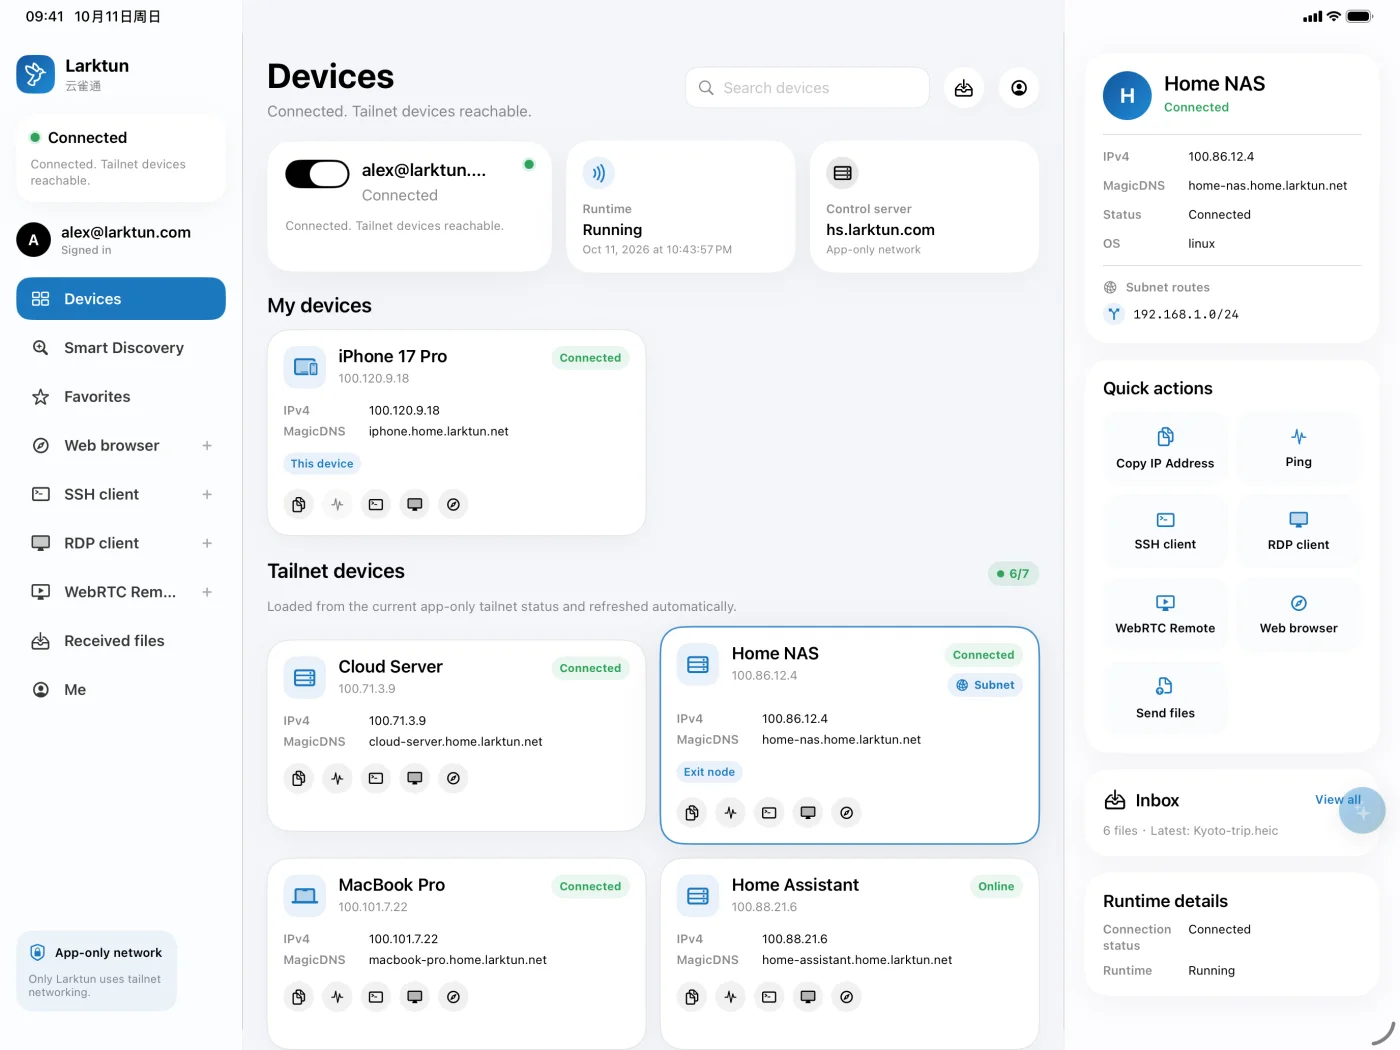 09:41 10月11日周日
Larktun
云雀通
Connected
Connected. Tailnet devices
reachable.
A
alex@larktun.com
Signed in
Devices
Smart Discovery
Favorites
Web browser +
SSH client +
RDP client +
WebRTC Rem... +
Received files
Me
App-only network
Only Larktun uses tailnet
networking.
Devices
Connected. Tailnet devices reachable.
Search devices
alex@larktun....
Connected
Connected. Tailnet devices reachable.
Runtime
Running
Oct 11, 2026 at 10:43:57 PM
Control server
hs.larktun.com
App-only network
My devices
iPhone 17 Pro
100.120.9.18
Connected
IPv4 100.120.9.18
MagicDNS iphone.home.larktun.net
This device
Tailnet devices
6/7
Loaded from the current app-only tailnet status and refreshed automatically.
Cloud Server
100.71.3.9
Connected
IPv4 100.71.3.9
MagicDNS cloud-server.home.larktun.net
Home NAS
100.86.12.4
Connected
Subnet
IPv4 100.86.12.4
MagicDNS home-nas.home.larktun.net
Exit node
MacBook Pro
100.101.7.22
Connected
IPv4 100.101.7.22
MagicDNS macbook-pro.home.larktun.net
Home Assistant
100.88.21.6
Online
IPv4 100.88.21.6
MagicDNS home-assistant.home.larktun.net
H
Home NAS
Connected
IPv4 100.86.12.4
MagicDNS home-nas.home.larktun.net
Status Connected
OS linux
Subnet routes
192.168.1.0/24
Quick actions
Copy IP Address
Ping
SSH client
RDP client
WebRTC Remote
Web browser
Send files
Inbox
View all
6 files · Latest: Kyoto-trip.heic
Runtime details
Connection status Connected
Runtime Running